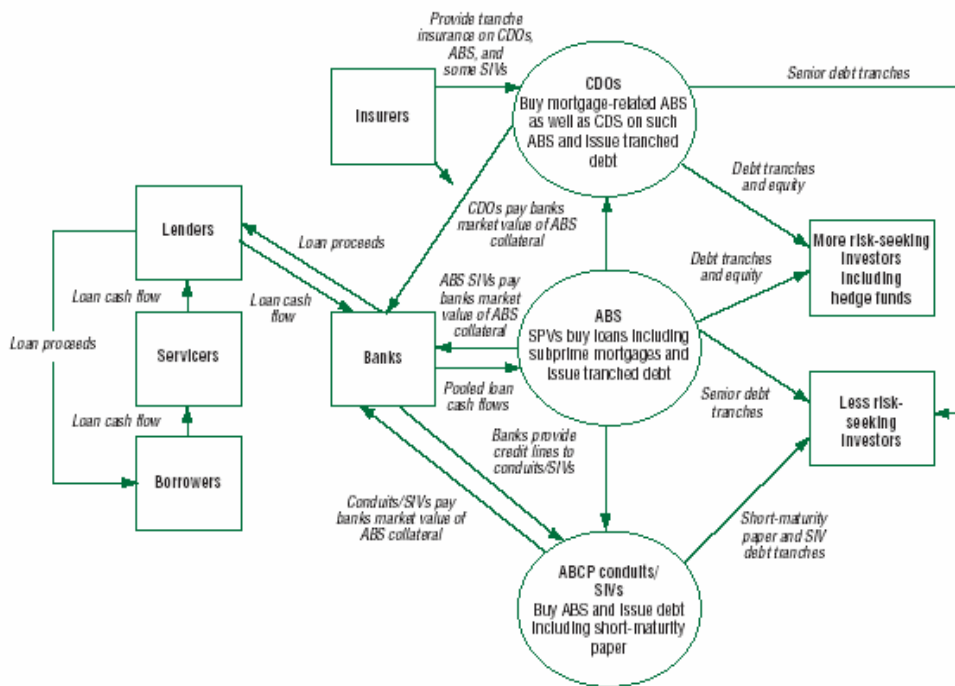 Provide tranche
insurance on CDOs,
ABS, and
some SIVs
Insurers
CDOs
Buy mortgage-related ABS
as well as CDS on such
ABS and issue tranched
debt
Senior debt tranches
Debt tranches
and equity
CDOs pay banks
market value of ABS
collateral
Lenders
Loan proceeds
More risk-seeking
investors
including
hedge funds
Debt tranches
and equity
Loan cash flow
Loan cash
flow
ABS SIVs pay
banks market
value of ABS
collateral
Loan proceeds
Servicers
Banks
ABS
SPVs buy loans including
subprime mortgages and
issue tranched debt
Pooled loan
cash flows
Senior debt
tranches
Less risk-
seeking
investors
Loan cash flow
Borrowers
Banks provide
credit lines to
conduits/SIVs
Conduits/SIVs pay
banks market value of
ABS collateral
Short-maturity
paper and SIV
debt tranches
ABCP conduits/
SIVs
Buy ABS and issue debt
including short-maturity
paper